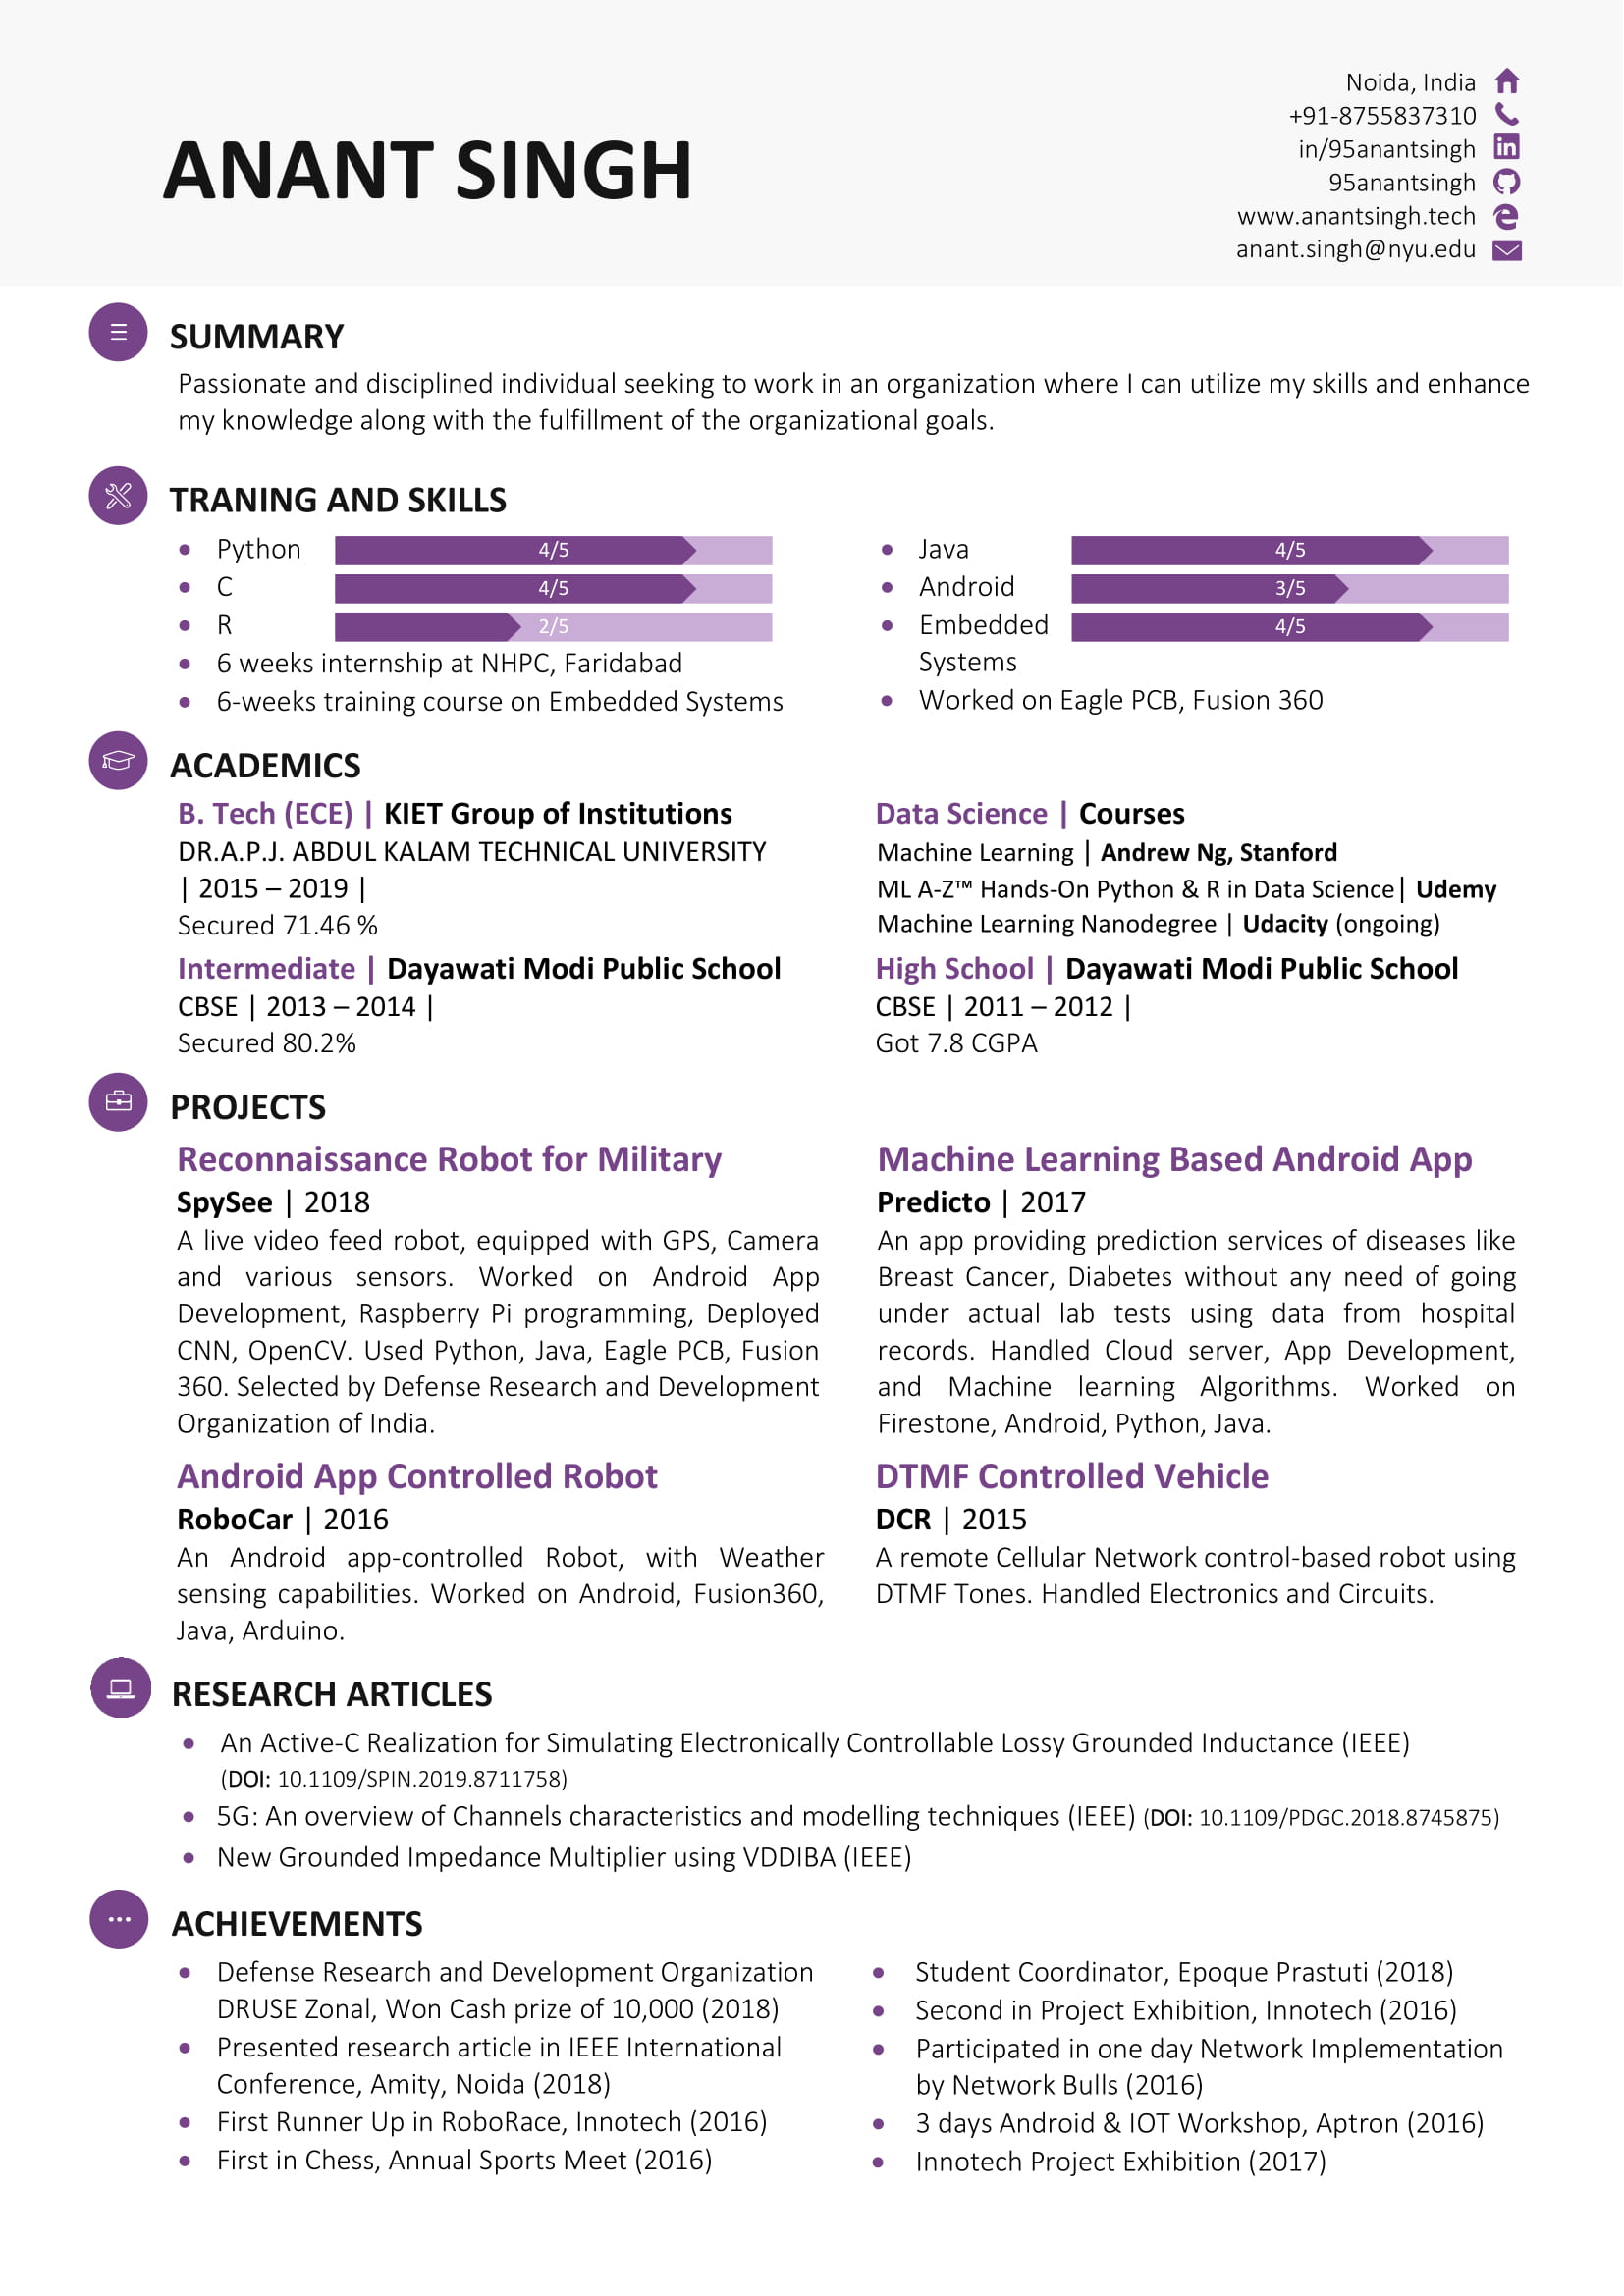 ANANT SINGH
Noida, India
+91-8755837310
in/95anantsingh
95anantsingh
www.anantsingh.tech
anant.singh@nyu.edu
SUMMARY
Passionate and disciplined individual seeking to work in an organization where I can utilize my skills and enhance
my knowledge along with the fulfillment of the organizational goals.
TRANING AND SKILLS
• Python 4/5
• C 4/5
• R 2/5
• 6 weeks internship at NHPC, Faridabad
• 6-weeks training course on Embedded Systems
• Java 4/5
• Android 3/5
• Embedded 4/5
Systems
• Worked on Eagle PCB, Fusion 360
ACADEMICS
B. Tech (ECE) | KIET Group of Institutions
DR.A.P.J. ABDUL KALAM TECHNICAL UNIVERSITY
| 2015 – 2019 |
Secured 71.46 %
Data Science | Courses
Machine Learning | Andrew Ng, Stanford
ML A-Z™ Hands-On Python & R in Data Science| Udemy
Machine Learning Nanodegree | Udacity (ongoing)
Intermediate | Dayawati Modi Public School
CBSE | 2013 – 2014 |
Secured 80.2%
High School | Dayawati Modi Public School
CBSE | 2011 – 2012 |
Got 7.8 CGPA
PROJECTS
Reconnaissance Robot for Military
SpySee | 2018
A live video feed robot, equipped with GPS, Camera
and various sensors. Worked on Android App
Development, Raspberry Pi programming, Deployed
CNN, OpenCV. Used Python, Java, Eagle PCB, Fusion
360. Selected by Defense Research and Development
Organization of India.
Machine Learning Based Android App
Predicto | 2017
An app providing prediction services of diseases like
Breast Cancer, Diabetes without any need of going
under actual lab tests using data from hospital
records. Handled Cloud server, App Development,
and Machine learning Algorithms. Worked on
Firestone, Android, Python, Java.
Android App Controlled Robot
RoboCar | 2016
An Android app-controlled Robot, with Weather
sensing capabilities. Worked on Android, Fusion360,
Java, Arduino.
DTMF Controlled Vehicle
DCR | 2015
A remote Cellular Network control-based robot using
DTMF Tones. Handled Electronics and Circuits.
RESEARCH ARTICLES
• An Active-C Realization for Simulating Electronically Controllable Lossy Grounded Inductance (IEEE)
(DOI: 10.1109/SPIN.2019.8711758)
• 5G: An overview of Channels characteristics and modelling techniques (IEEE) (DOI: 10.1109/PDGC.2018.8745875)
• New Grounded Impedance Multiplier using VDDIBA (IEEE)
ACHIEVEMENTS
• Defense Research and Development Organization
DRUSE Zonal, Won Cash prize of 10,000 (2018)
• Presented research article in IEEE International
Conference, Amity, Noida (2018)
• First Runner Up in RoboRace, Innotech (2016)
• First in Chess, Annual Sports Meet (2016)
• Student Coordinator, Epoque Prastuti (2018)
• Second in Project Exhibition, Innotech (2016)
• Participated in one day Network Implementation
by Network Bulls (2016)
• 3 days Android & IOT Workshop, Aptron (2016)
• Innotech Project Exhibition (2017)